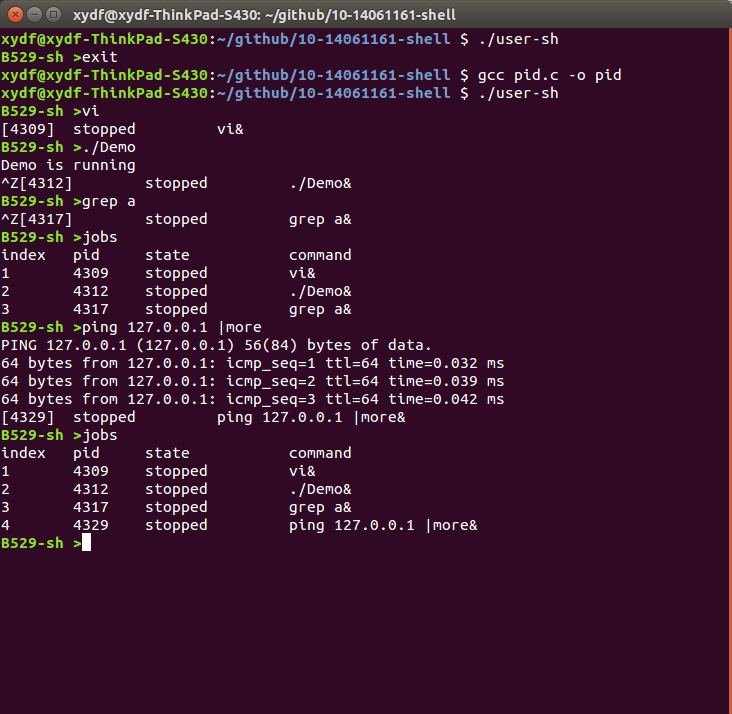 xydf@xydf-ThinkPad-S430: ~/github/10-14061161-shell
xydf@xydf-ThinkPad-S430:~/github/10-14061161-shell $ ./user-sh
B529-sh >exit
xydf@xydf-ThinkPad-S430:~/github/10-14061161-shell $ gcc pid.c -o pid
xydf@xydf-ThinkPad-S430:~/github/10-14061161-shell $ ./user-sh
B529-sh >vi
[4309]  stopped         vi&
B529-sh >./Demo
Demo is running
^Z[4312]        stopped         ./Demo&
B529-sh >grep a
^Z[4317]        stopped         grep a&
B529-sh >jobs
index   pid     state           command
1       4309    stopped         vi&
2       4312    stopped         ./Demo&
3       4317    stopped         grep a&
B529-sh >ping 127.0.0.1 |more
PING 127.0.0.1 (127.0.0.1) 56(84) bytes of data.
64 bytes from 127.0.0.1: icmp_seq=1 ttl=64 time=0.032 ms
64 bytes from 127.0.0.1: icmp_seq=2 ttl=64 time=0.039 ms
64 bytes from 127.0.0.1: icmp_seq=3 ttl=64 time=0.042 ms
[4329]  stopped         ping 127.0.0.1 |more&
B529-sh >jobs
index   pid     state           command
1       4309    stopped         vi&
2       4312    stopped         ./Demo&
3       4317    stopped         grep a&
4       4329    stopped         ping 127.0.0.1 |more&
B529-sh >